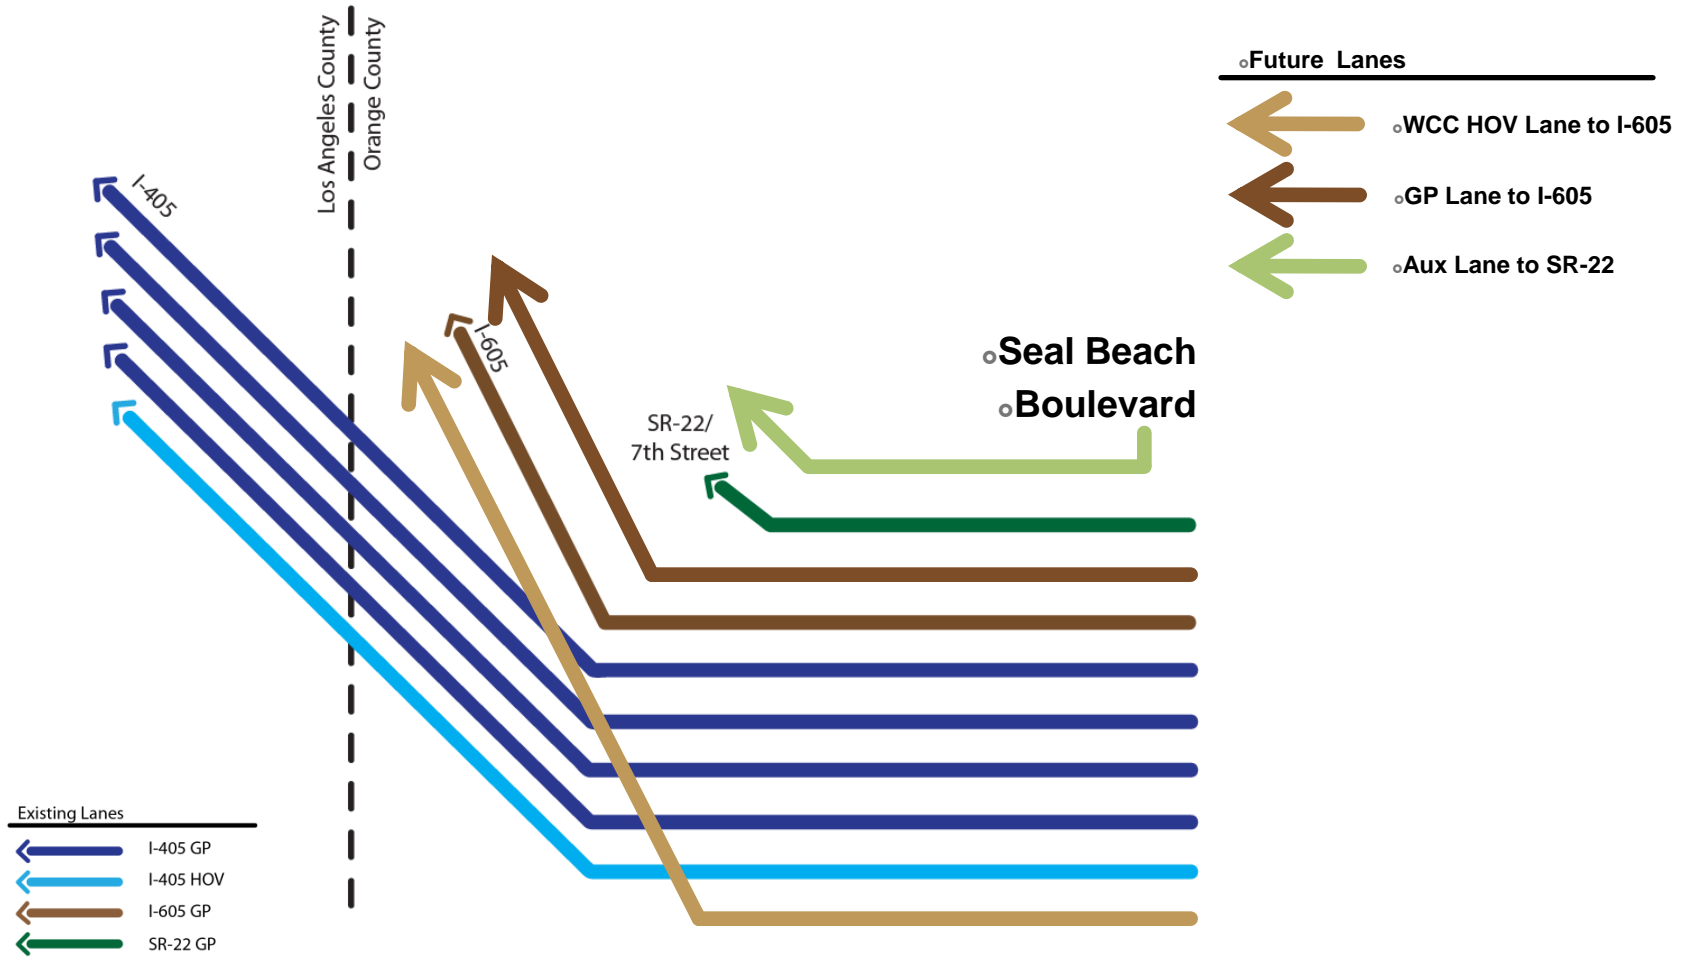 Los Angeles County
Orange County
Future Lanes
WCC HOV Lane to I-605
GP Lane to I-605
Aux Lane to SR-22
I-405
I-605
Seal Beach
Boulevard
SR-22/
7th Street
Existing Lanes
I-405 GP
I-405 HOV
I-605 GP
SR-22 GP